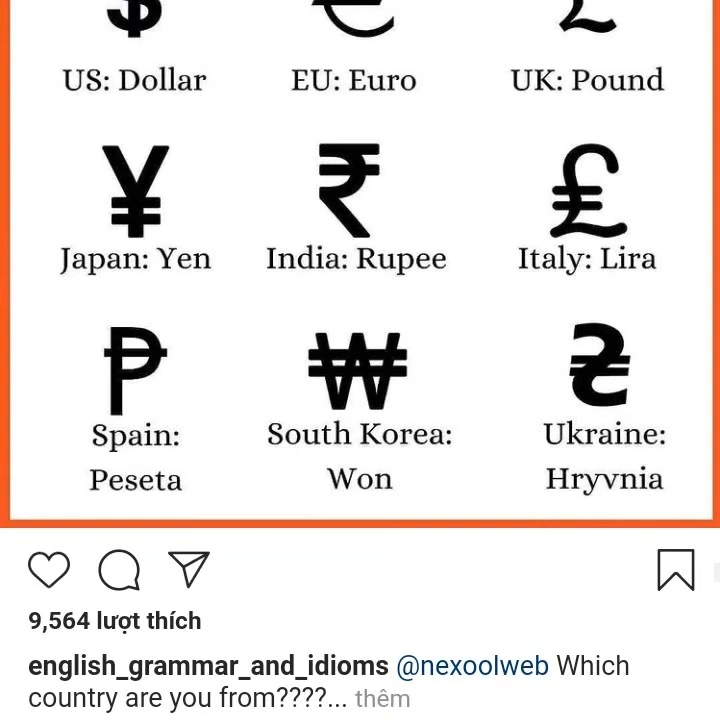 $ € £
US: Dollar EU: Euro UK: Pound
¥ ₹ ₤
Japan: Yen India: Rupee Italy: Lira
₱ ₩ ₴
Spain: South Korea: Ukraine:
Peseta Won Hryvnia
9,564 lượt thích
english_grammar_and_idioms @nexoolweb Which
country are you from????... thêm